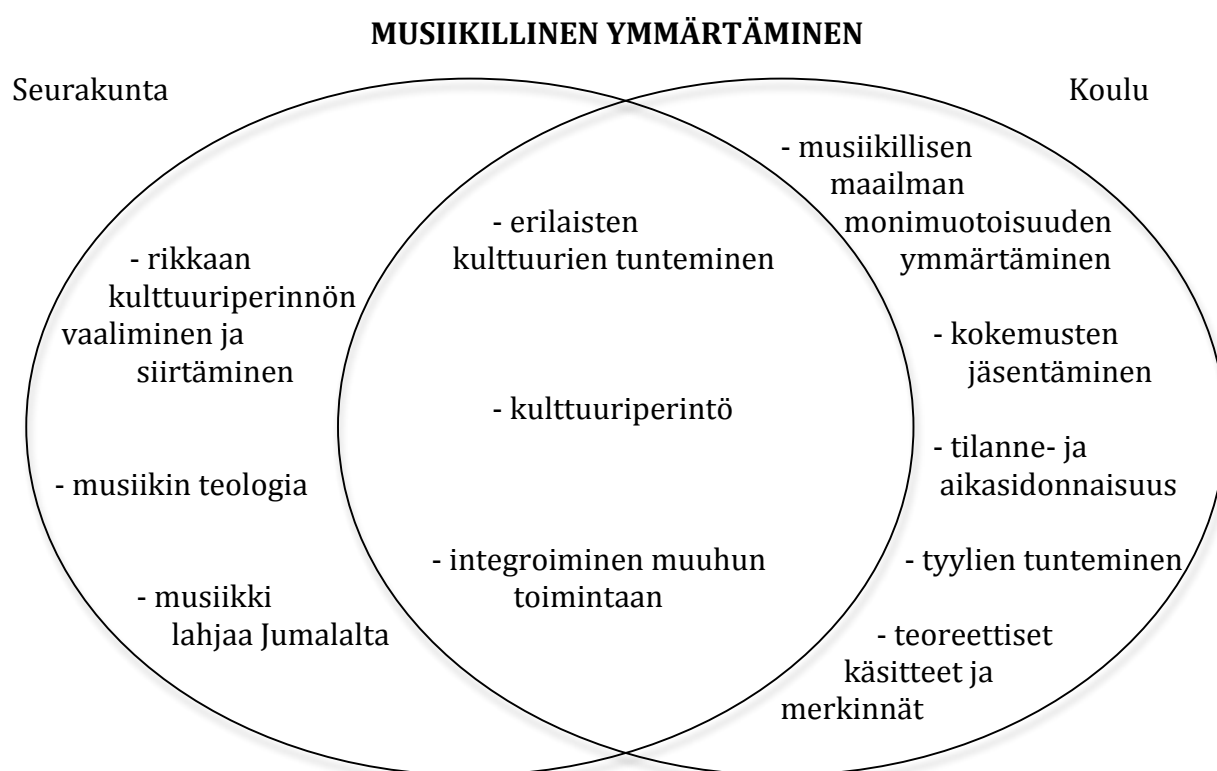 MUSIIKILLINEN YMMÄRTÄMINEN
Seurakunta
Koulu
- rikkaan
kulttuuriperinnön
vaaliminen ja
siirtäminen
- musiikin teologia
- musiikki
lahjaa Jumalalta
- erilaisten
kulttuurien tunteminen
- kulttuuriperintö
- integroiminen muuhun
toimintaan
- musiikillisen
maailman
monimuotoisuuden
ymmärtäminen
- kokemusten
jäsentäminen
- tilanne- ja
aikasidonnaisuus
- tyylien tunteminen
- teoreettiset
käsitteet ja
merkinnät